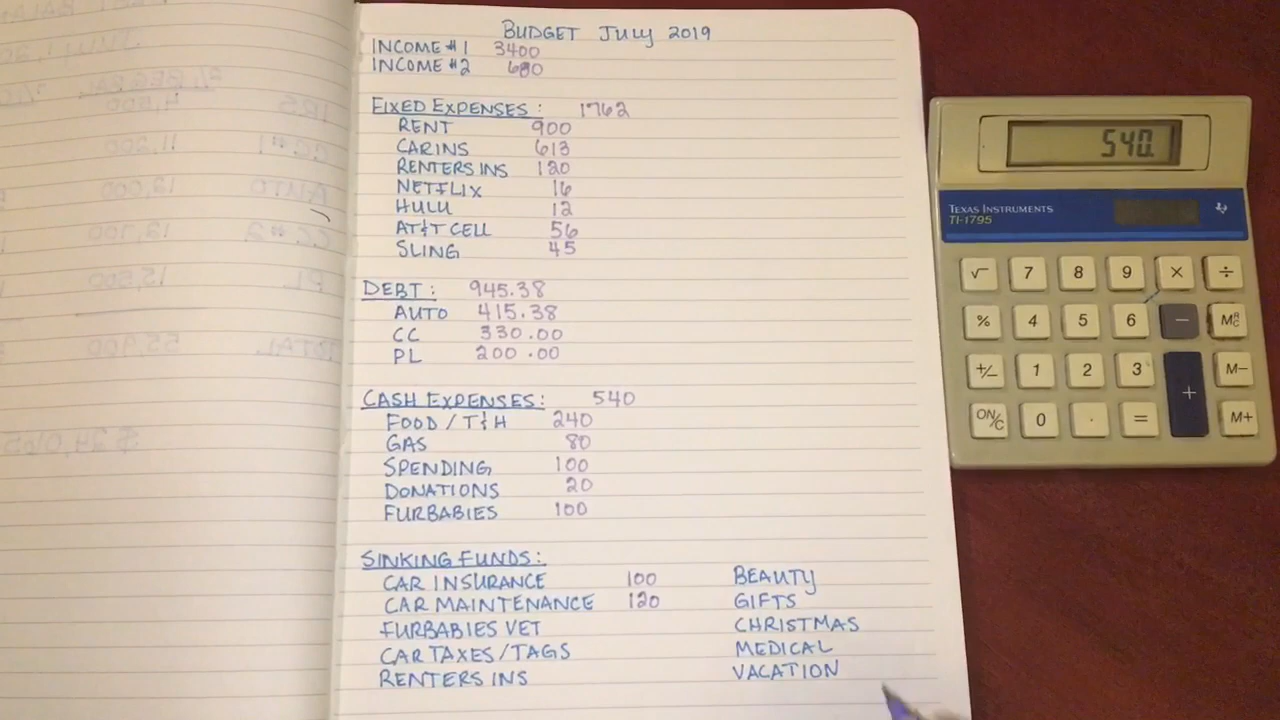 BUDGET JULY 2019
INCOME #1 3400
INCOME #2 680
FIXED EXPENSES: 1762
RENT 900
CAR INS 613
RENTERS INS 120
NETFLIX 16
HULU 12
AT&T CELL 56
SLING 45
DEBT: 945.38
AUTO 415.38
CC 330.00
PL 200.00
CASH EXPENSES: 540
FOOD / T&H 240
GAS 80
SPENDING 100
DONATIONS 20
FURBABIES 100
SINKING FUNDS:
CAR INSURANCE 100 BEAUTY
CAR MAINTENANCE 120 GIFTS
FURBABIES VET CHRISTMAS
CAR TAXES/TAGS MEDICAL
RENTERS INS VACATION
540.
TEXAS INSTRUMENTS
TI-1795
√ 7 8 9 × ÷
% 4 5 6 − MR/C
+/− 1 2 3 + M−
ON/C 0 . = M+